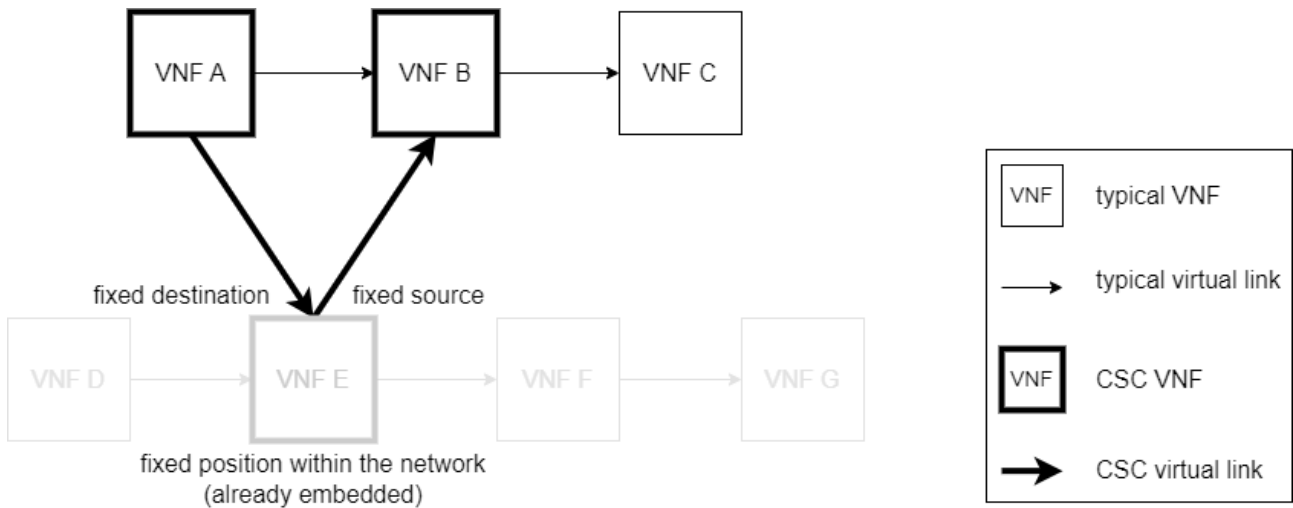 VNF A
VNF B
VNF C
fixed destination
fixed source
VNF D
VNF E
VNF F
VNF G
fixed position within the network
(already embedded)
VNF
typical VNF
typical virtual link
VNF
CSC VNF
CSC virtual link